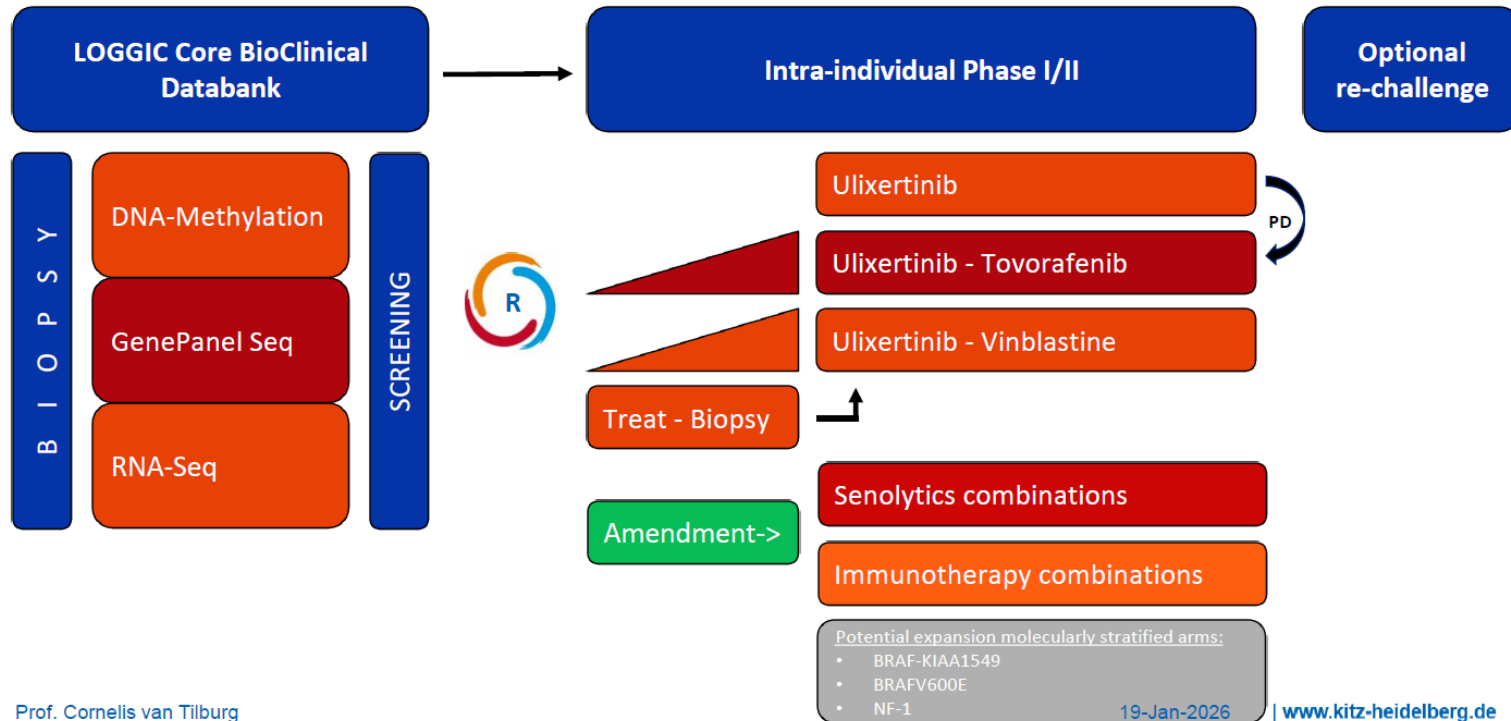 LOGGIC Core BioClinical
Databank
Intra-individual Phase I/II
Optional
re-challenge
BIOPSY
DNA-Methylation
GenePanel Seq
RNA-Seq
SCREENING
R
Ulixertinib
PD
Ulixertinib - Tovorafenib
Ulixertinib - Vinblastine
Treat - Biopsy
Senolytics combinations
Amendment->
Immunotherapy combinations
Potential expansion molecularly stratified arms:
• BRAF-KIAA1549
• BRAFV600E
• NF-1
Prof. Cornelis van Tilburg
19-Jan-2026
| www.kitz-heidelberg.de